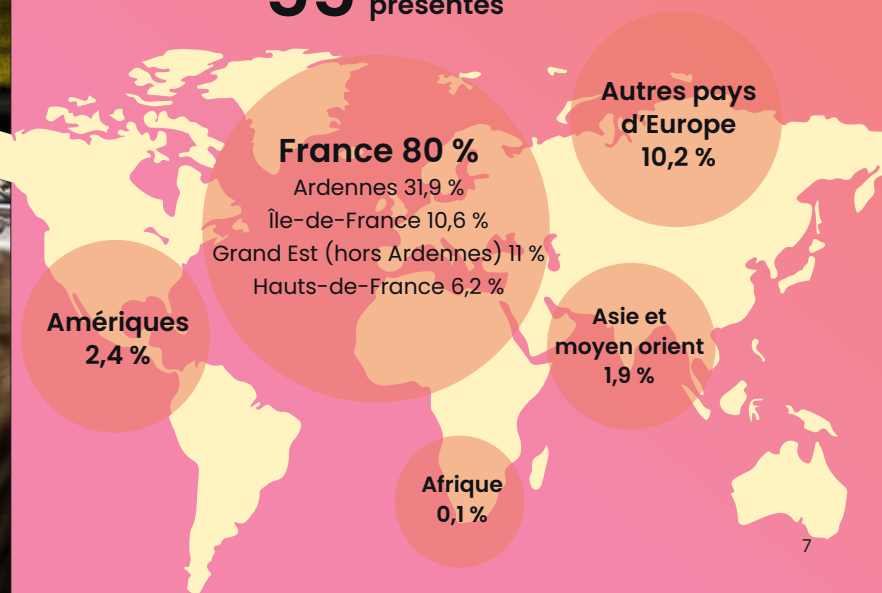 présentes
France 80 %
Ardennes 31,9 %
Île-de-France 10,6 %
Grand Est (hors Ardennes) 11 %
Hauts-de-France 6,2 %
Autres pays
d’Europe
10,2 %
Amériques
2,4 %
Asie et
moyen orient
1,9 %
Afrique
0,1 %
7